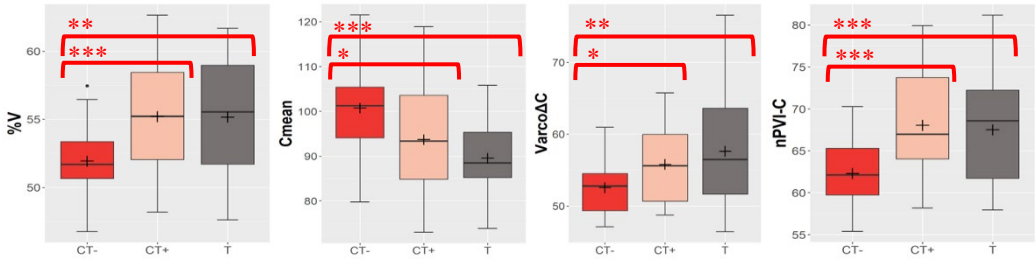 %V
60
55
50
**
***
CT-
CT+
T
Cmean
120
110
100
90
80
***
*
CT-
CT+
T
VarcoΔC
70
60
50
**
*
CT-
CT+
T
nPVI-C
80
75
70
65
60
55
***
***
CT-
CT+
T